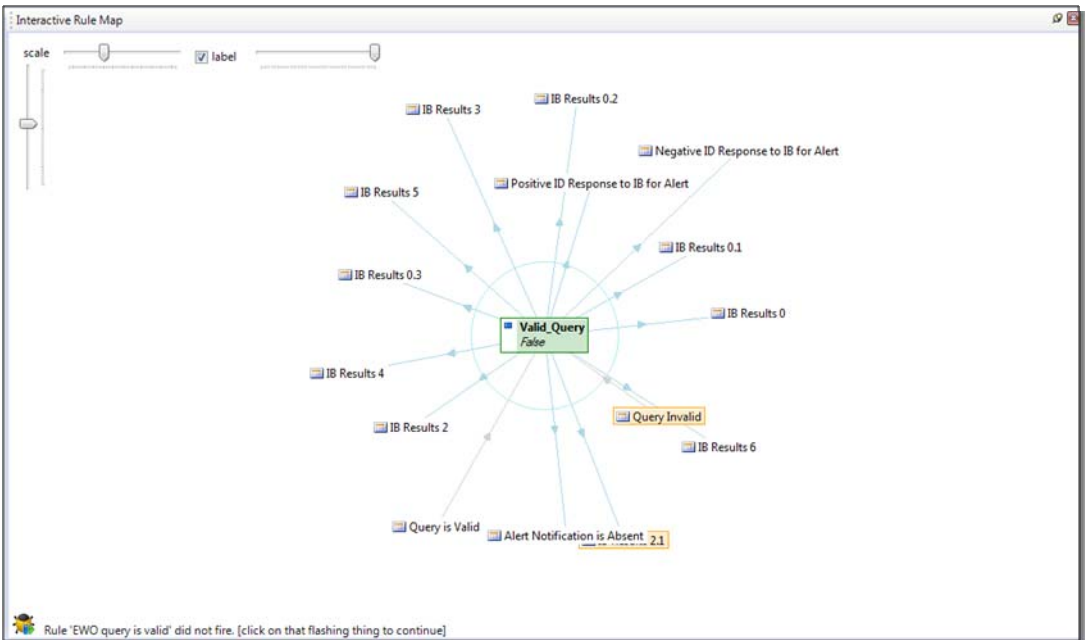 Interactive Rule Map
scale
label
IB Results 0.2
IB Results 3
Negative ID Response to IB for Alert
Positive ID Response to IB for Alert
IB Results 5
IB Results 0.1
IB Results 0.3
IB Results 0
Valid_Query
False
IB Results 4
Query Invalid
IB Results 2
IB Results 6
Query is Valid
Alert Notification is Absent
2.1
Rule 'EWO query is valid' did not fire. [click on that flashing thing to continue]